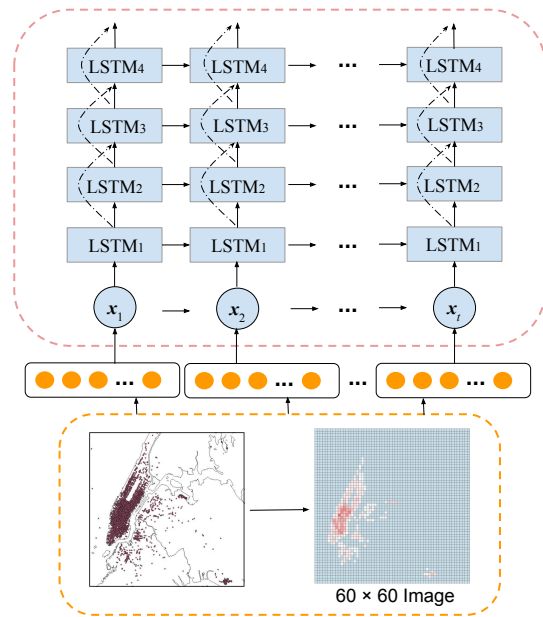 LSTM4 LSTM4 ... LSTM4
LSTM3 LSTM3 ... LSTM3
LSTM2 LSTM2 ... LSTM2
LSTM1 LSTM1 ... LSTM1
x1 x2 ... xt
... ... ... ...
60 × 60 Image